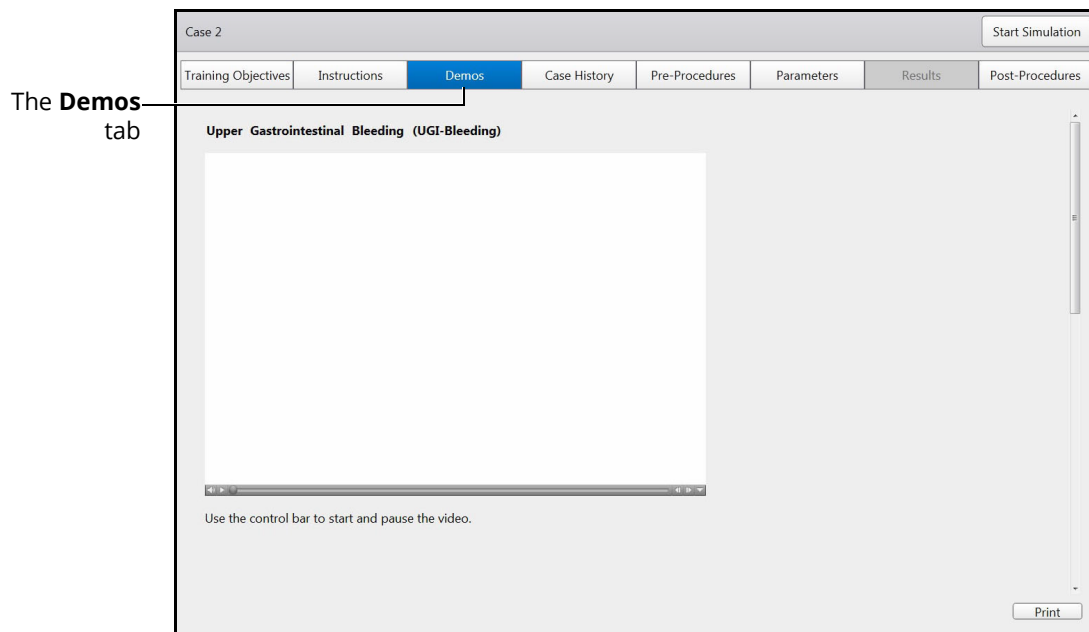 Case 2
Start Simulation
Training Objectives Instructions Demos Case History Pre-Procedures Parameters Results Post-Procedures
The Demos
tab
Upper Gastrointestinal Bleeding (UGI-Bleeding)
Use the control bar to start and pause the video.
Print